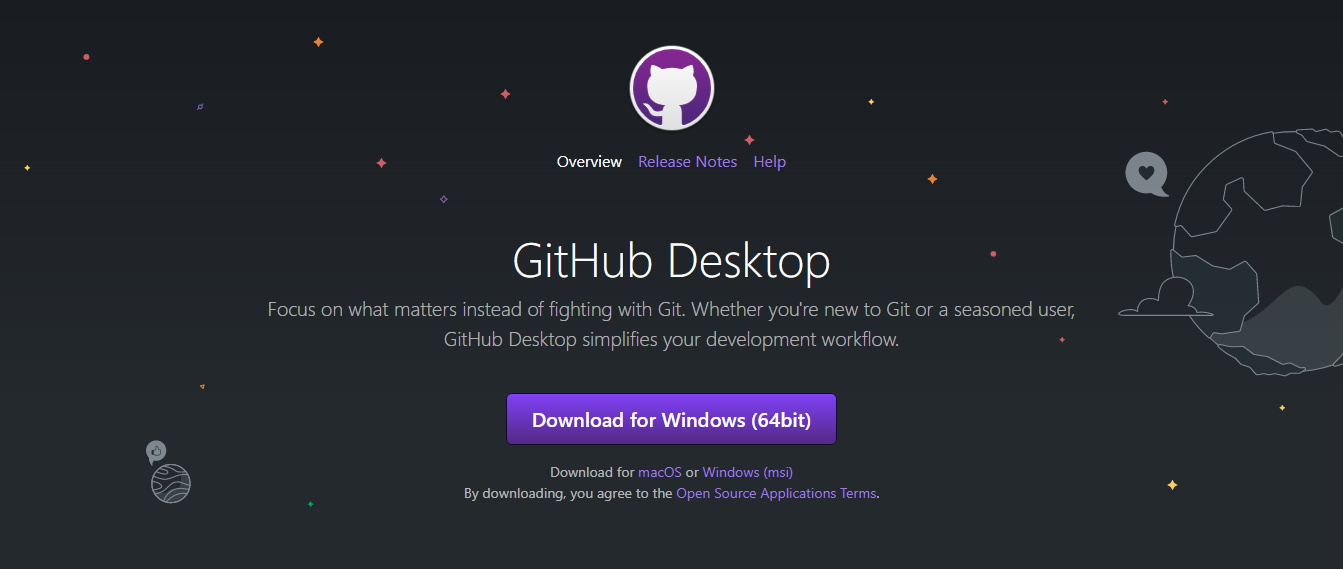 Overview Release Notes Help
GitHub Desktop
Focus on what matters instead of fighting with Git. Whether you're new to Git or a seasoned user,
GitHub Desktop simplifies your development workflow.
Download for Windows (64bit)
Download for macOS or Windows (msi)
By downloading, you agree to the Open Source Applications Terms.